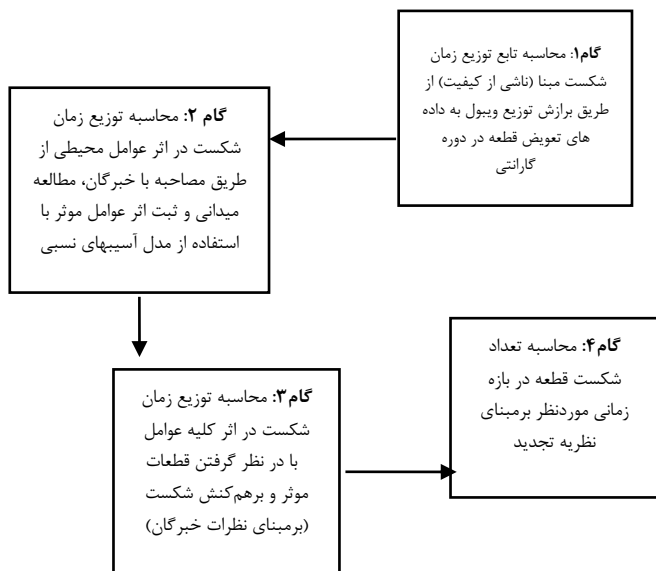 گام۱: محاسبه تابع توزیع زمان
شکست مبنا (ناشی از کیفیت) از
طریق برازش توزیع ویبول به داده
های تعویض قطعه در دوره
گارانتی
گام ۲: محاسبه توزیع زمان
شکست در اثر عوامل محیطی از
طریق مصاحبه با خبرگان، مطالعه
میدانی و ثبت اثر عوامل موثر با
استفاده از مدل آسیبهای نسبی
گام۳: محاسبه توزیع زمان
شکست در اثر کلیه عوامل
با در نظر گرفتن قطعات
موثر و برهم‌کنش شکست
(برمبنای نظرات خبرگان)
گام۴: محاسبه تعداد
شکست قطعه در بازه
زمانی موردنظر برمبنای
نظریه تجدید